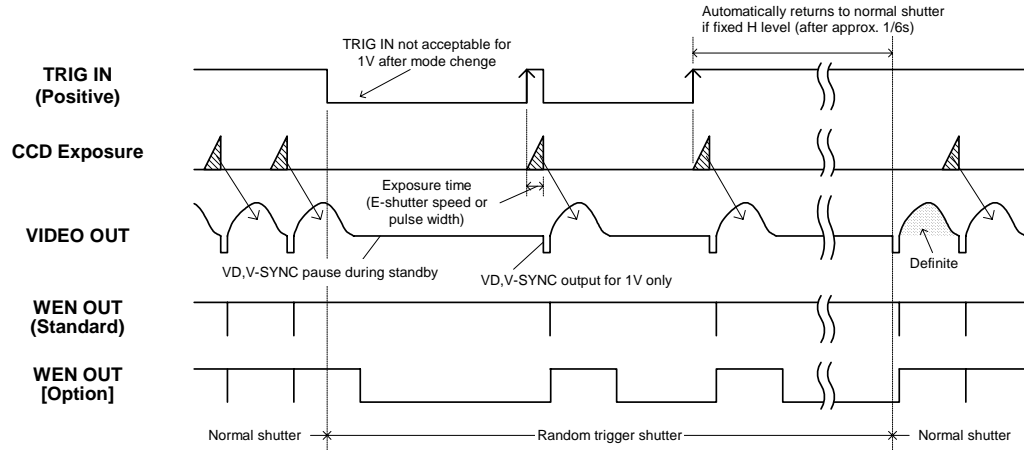 Automatically returns to normal shutter
if fixed H level (after approx. 1/6s)
TRIG IN not acceptable for
1V after mode chenge
TRIG IN
(Positive)
CCD Exposure
Exposure time
(E-shutter speed or
pulse width)
VIDEO OUT
VD,V-SYNC pause during standby
VD,V-SYNC output for 1V only
Definite
WEN OUT
(Standard)
WEN OUT
[Option]
Normal shutter
Random trigger shutter
Normal shutter